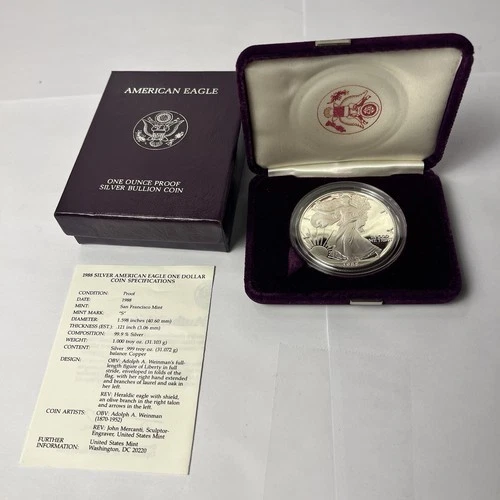 AMERICAN EAGLE
ONE OUNCE PROOF
SILVER BULLION COIN
1988 SILVER AMERICAN EAGLE ONE DOLLAR
COIN SPECIFICATIONS
CONDITION: Proof
DATE: 1988
MINT: San Francisco Mint
MINT MARK: "S"
DIAMETER: 1.598 inches (40.60 mm)
THICKNESS (EST.) .121 inch (3.06 mm)
COMPOSITION: 99.9 % Silver
WEIGHT: 1.000 troy oz. (31.103 g)
CONTENT: Silver .999 troy oz. (31.072 g)
balance Copper
DESIGN: OBV: Adolph A. Weinman's full-
length figure of Liberty in full
stride, enveloped in folds of the
flag, with her right hand extended
and branches of laurel and oak in
her left.
REV: Heraldic eagle with shield,
an olive branch in the right talon
and arrows in the left.
COIN ARTISTS: OBV: Adolph A. Weinman
(1870-1952)
REV: John Mercanti, Sculptor-
Engraver, United States Mint
FURTHER
INFORMATION: United States Mint
Washington, DC 20220